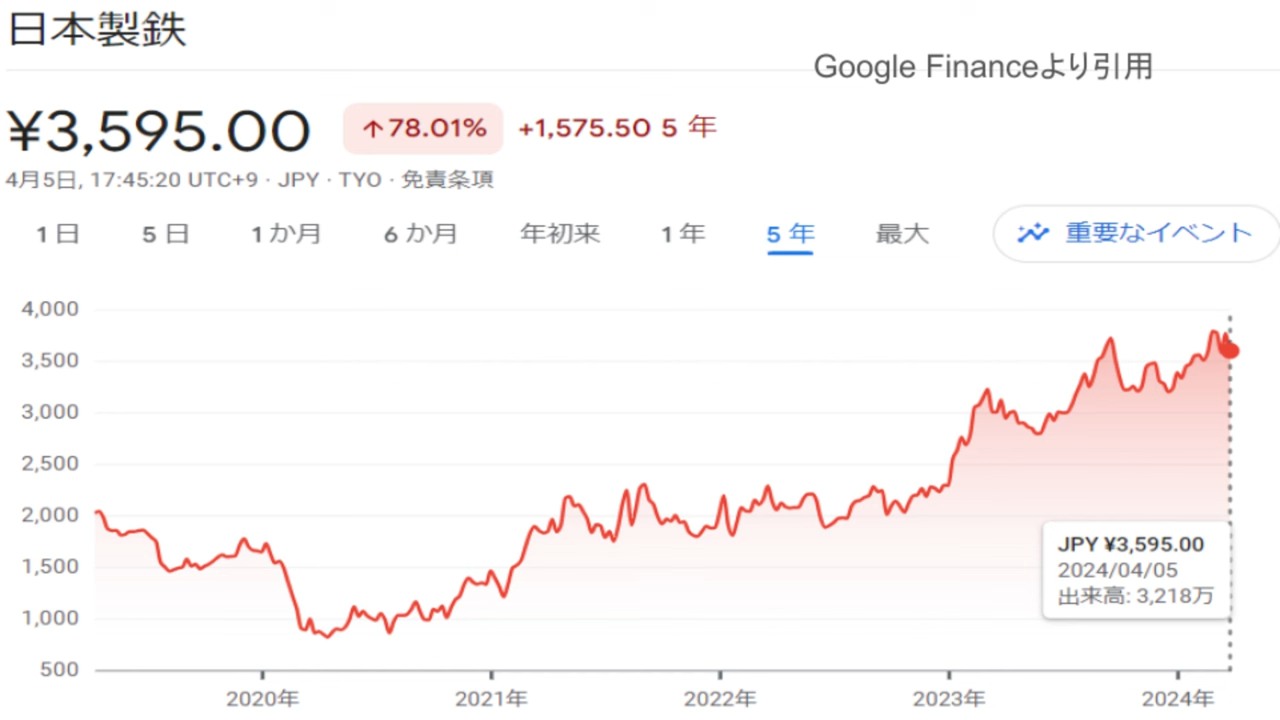 日本製鉄
Google Financeより引用
¥3,595.00 ↑78.01% +1,575.50 5 年
4月5日, 17:45:20 UTC+9 · JPY · TYO · 免責条項
1 日 5 日 1 か月 6 か月 年初来 1 年 5 年 最大 重要なイベント
4,000
3,500
3,000
2,500
2,000
1,500
1,000
500
JPY ¥3,595.00
2024/04/05
出来高: 3,218万
2020年 2021年 2022年 2023年 2024年